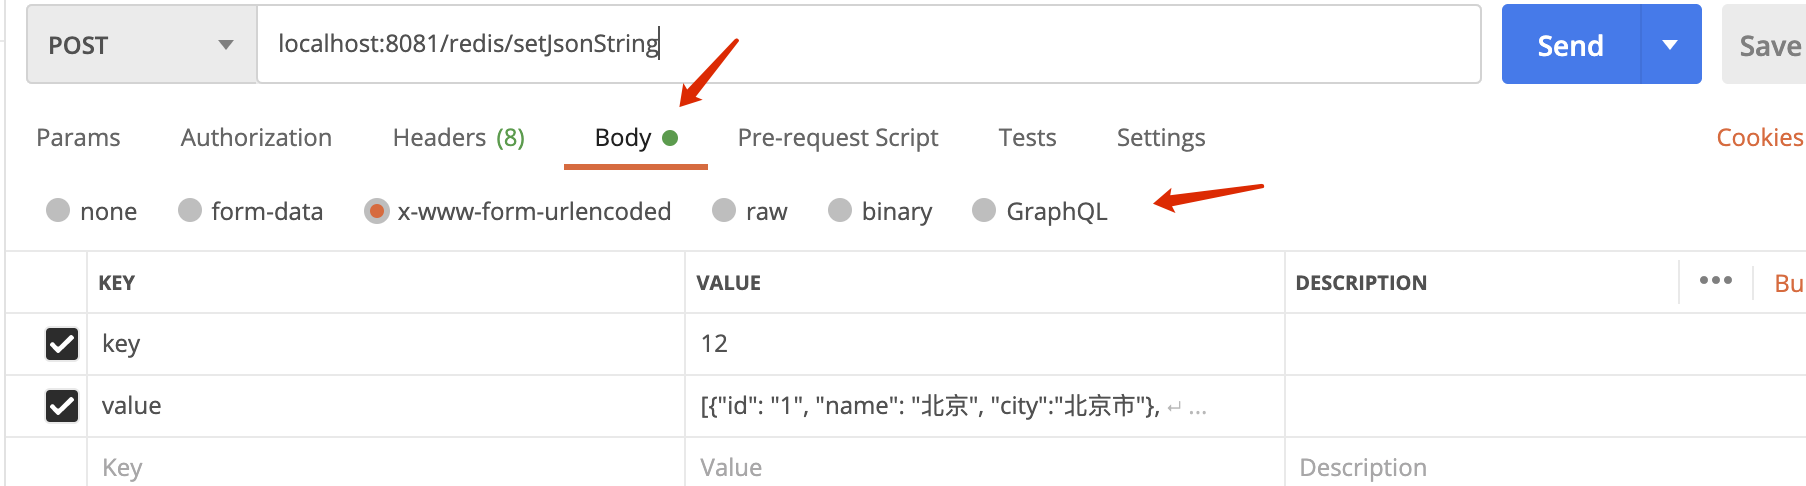 POST localhost:8081/redis/setJsonString Send Save
Params Authorization Headers (8) Body Pre-request Script Tests Settings Cookies
none form-data x-www-form-urlencoded raw binary GraphQL
KEY VALUE DESCRIPTION ••• Bu
key 12
value [{"id": "1", "name": "北京", "city":"北京市"}, ↵ ...
Key Value Description